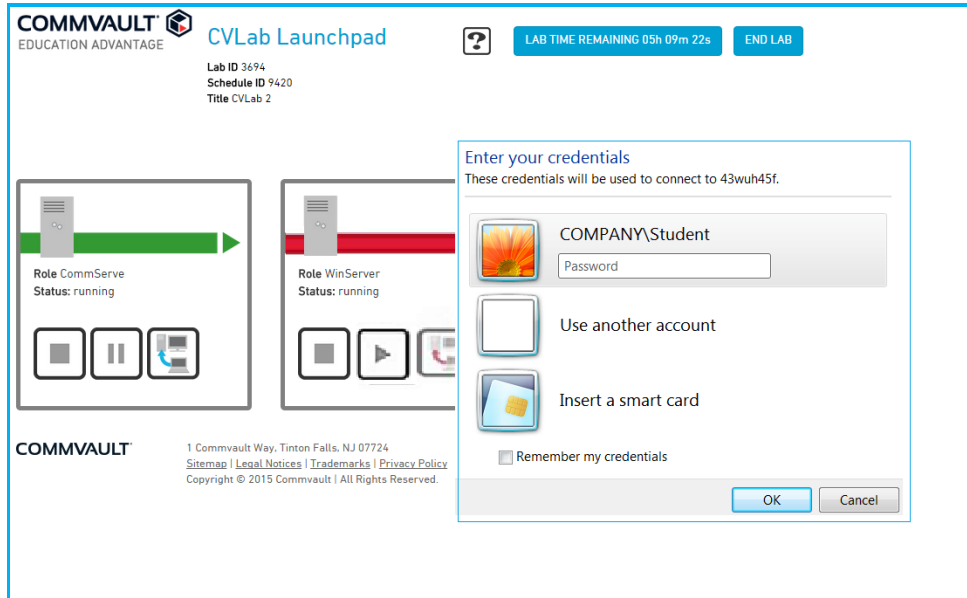 COMMVAULT
EDUCATION ADVANTAGE
CVLab Launchpad
?
LAB TIME REMAINING 05h 09m 22s
END LAB
Lab ID 3694
Schedule ID 9420
Title CVLab 2
Role CommServe
Status: running
Role WinServer
Status: running
Enter your credentials
These credentials will be used to connect to 43wuh45f.
COMPANY\Student
Password
Use another account
Insert a smart card
Remember my credentials
OK
Cancel
COMMVAULT
1 Commvault Way, Tinton Falls, NJ 07724
Sitemap | Legal Notices | Trademarks | Privacy Policy
Copyright © 2015 Commvault | All Rights Reserved.